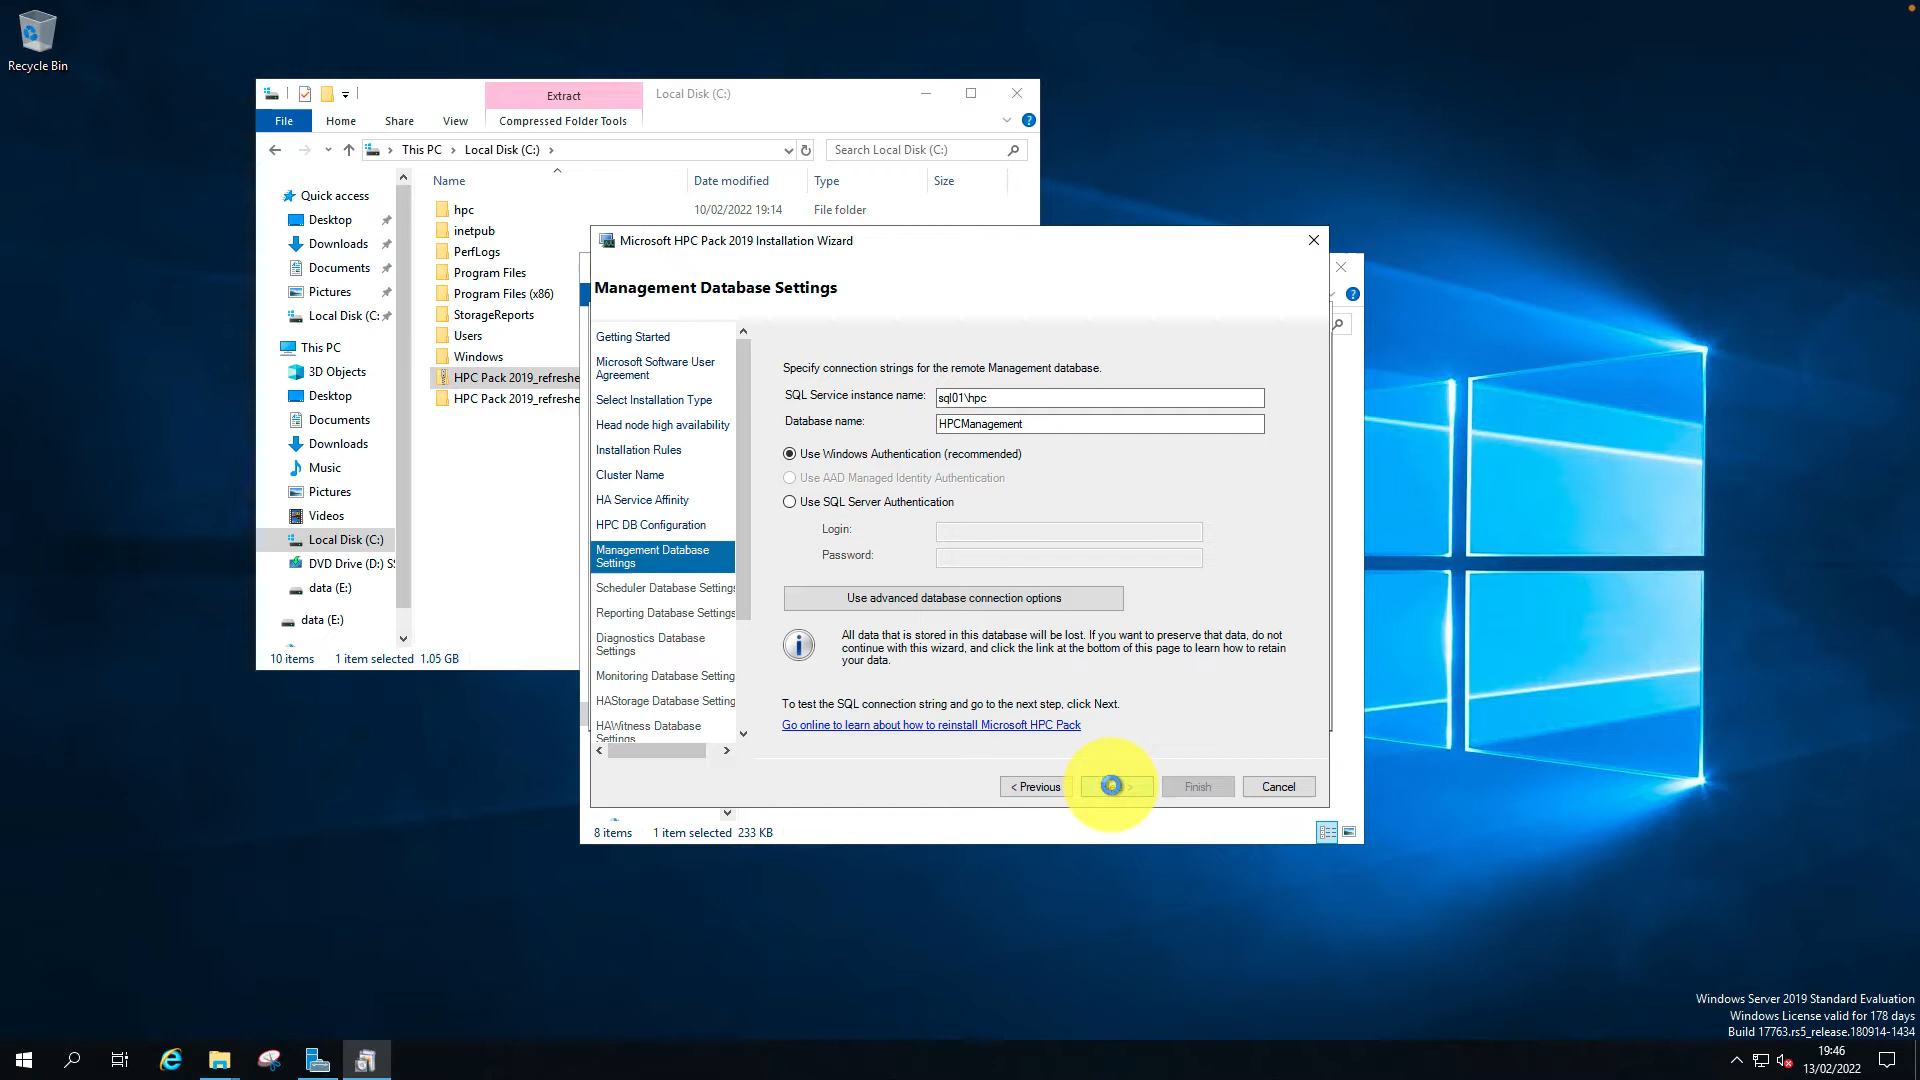 Recycle Bin
Extract
Local Disk (C:)
File
Home
Share
View
Compressed Folder Tools
This PC
Local Disk (C:)
Search Local Disk (C:)
Name
Date modified
Type
Size
Quick access
Desktop
Downloads
Documents
Pictures
Local Disk (C:
This PC
3D Objects
Desktop
Documents
Downloads
Music
Pictures
Videos
Local Disk (C:)
DVD Drive (D:) S
data (E:)
data (E:)
hpc
10/02/2022 19:14
File folder
inetpub
PerfLogs
Program Files
Program Files (x86)
StorageReports
Users
Windows
HPC Pack 2019_refreshe
HPC Pack 2019_refreshe
10 items
1 item selected
1.05 GB
Microsoft HPC Pack 2019 Installation Wizard
Management Database Settings
Getting Started
Microsoft Software User
Agreement
Select Installation Type
Head node high availability
Installation Rules
Cluster Name
HA Service Affinity
HPC DB Configuration
Management Database
Settings
Scheduler Database Settings
Reporting Database Settings
Diagnostics Database
Settings
Monitoring Database Setting
HAStorage Database Setting
HAWitness Database
Settings
Specify connection strings for the remote Management database.
SQL Service instance name:
sql01\hpc
Database name:
HPCManagement
Use Windows Authentication (recommended)
Use AAD Managed Identity Authentication
Use SQL Server Authentication
Login:
Password:
Use advanced database connection options
All data that is stored in this database will be lost. If you want to preserve that data, do not
continue with this wizard, and click the link at the bottom of this page to learn how to retain
your data.
To test the SQL connection string and go to the next step, click Next.
Go online to learn about how to reinstall Microsoft HPC Pack
< Previous
>
Finish
Cancel
8 items
1 item selected
233 KB
Windows Server 2019 Standard Evaluation
Windows License valid for 178 days
Build 17763.rs5_release.180914-1434
19:46
13/02/2022